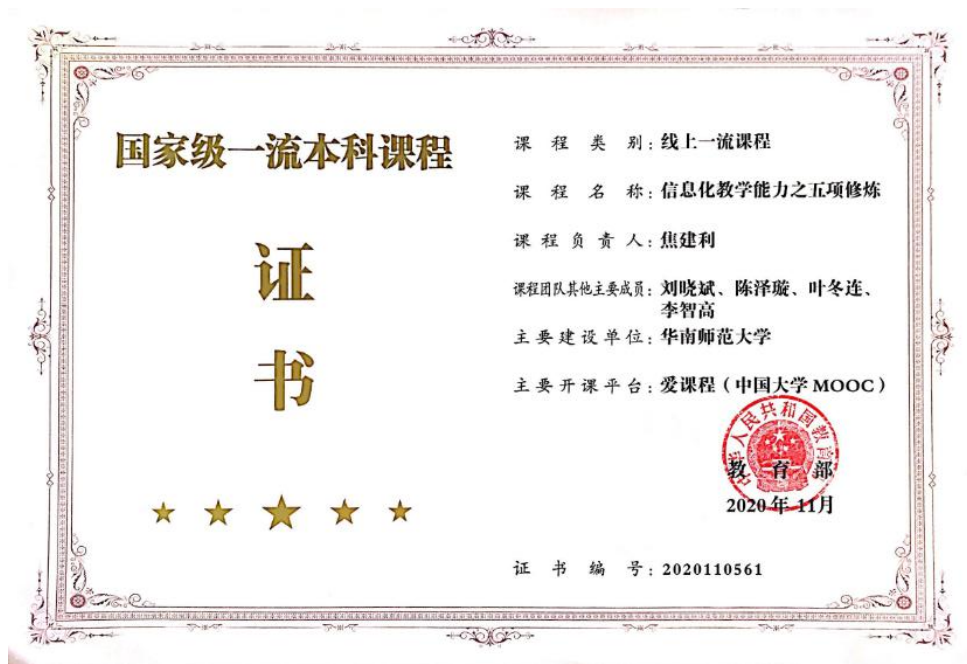 国家级一流本科课程
证
书
课程类别：线上一流课程
课程名称：信息化教学能力之五项修炼
课程负责人：焦建利
课程团队其他主要成员：刘晓斌、陈泽璇、叶冬连、
李智高
主要建设单位：华南师范大学
主要开课平台：爱课程（中国大学MOOC）
中华人民共和国教育部
教育部
2020年11月
证书编号：2020110561